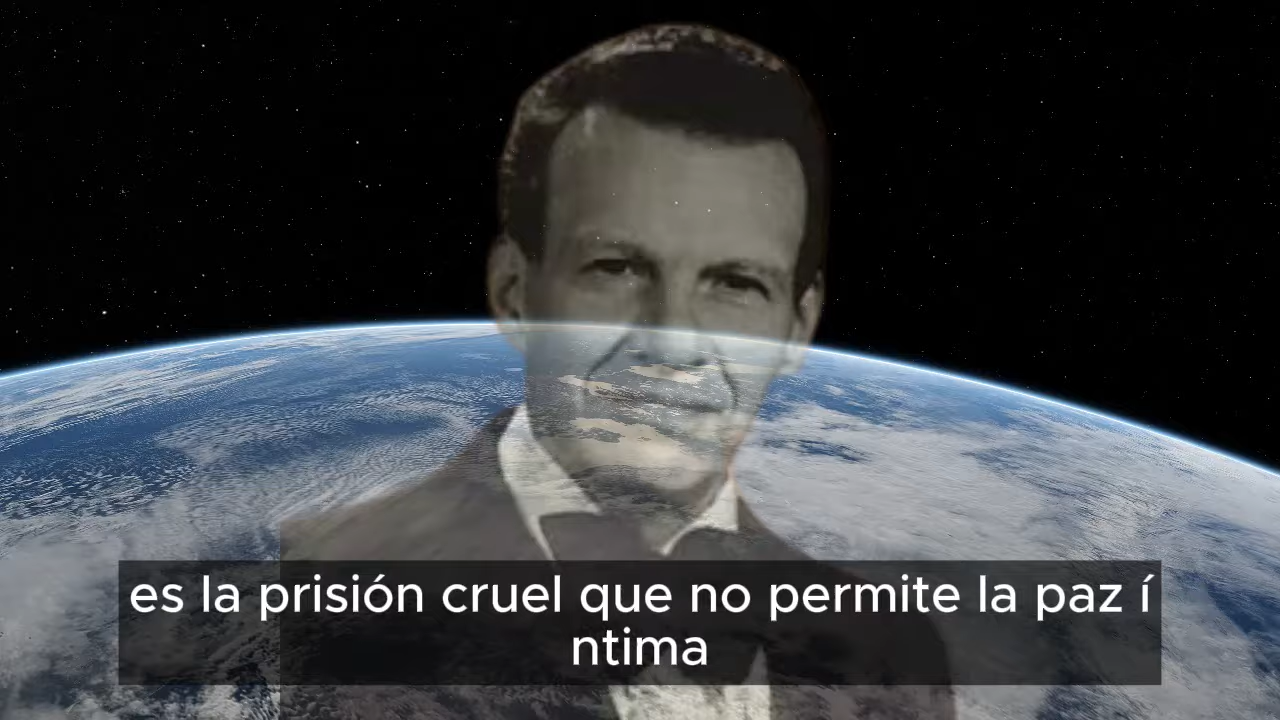 es la prisión cruel que no permite la paz í
ntima